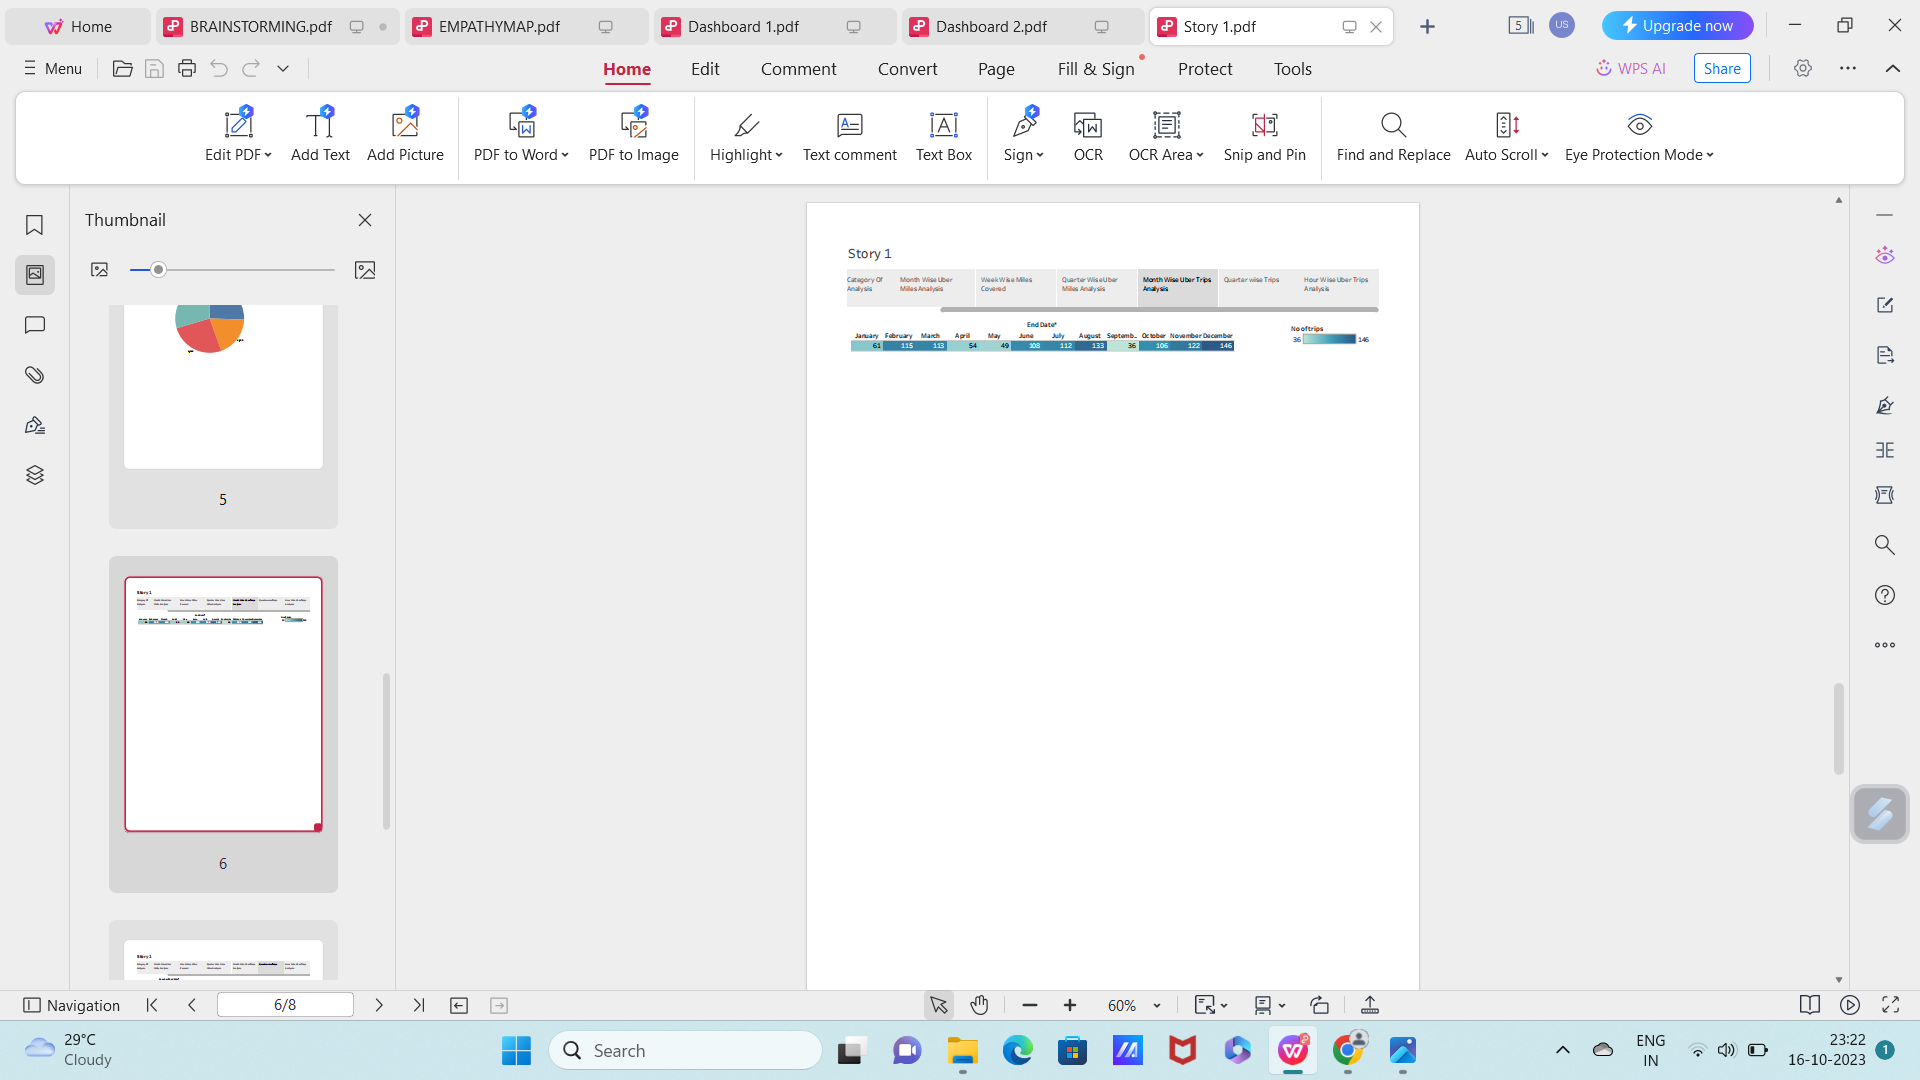 Home
BRAINSTORMING.pdf
EMPATHYMAP.pdf
Dashboard 1.pdf
Dashboard 2.pdf
Story 1.pdf
5
US
Upgrade now
Menu
Home
Edit
Comment
Convert
Page
Fill & Sign
Protect
Tools
WPS AI
Share
Edit PDF
Add Text
Add Picture
PDF to Word
PDF to Image
Highlight
Text comment
Text Box
Sign
OCR
OCR Area
Snip and Pin
Find and Replace
Auto Scroll
Eye Protection Mode
Thumbnail
5
Story 1
6
Story 1
Story 1
Category Of
Analysis
Month Wise Uber
Miles Analysis
Week Wise Miles
Covered
Quarter Wise Uber
Miles Analysis
Month Wise Uber Trips
Analysis
Quarter wise Trips
Hour Wise Uber Trips
Analysis
End Date*
January February March April May June July August Septemb.. October November December
61 115 113 54 49 108 112 133 36 106 122 146
No of trips
36 146
Navigation
6/8
60%
29°C
Cloudy
Search
ENG
IN
23:22
16-10-2023
1